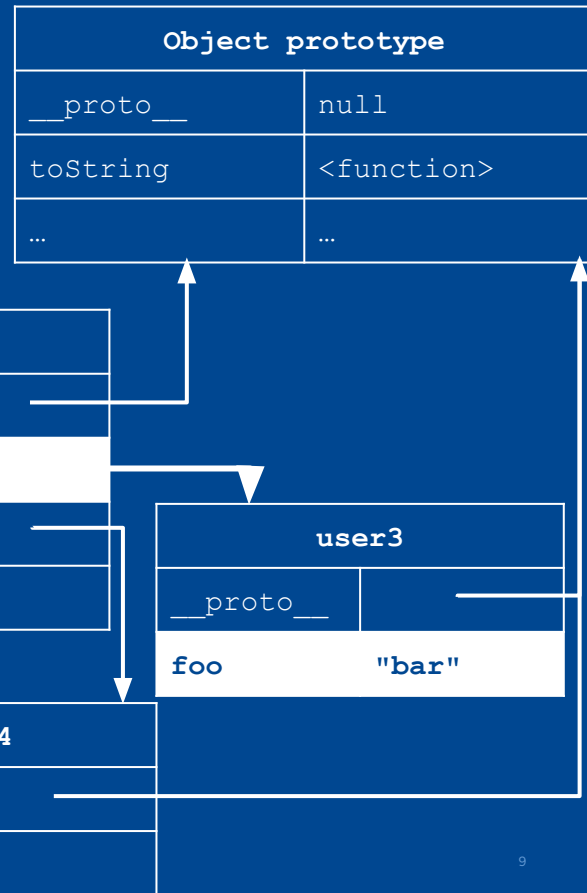 Object prototype
__proto__ null
toString <function>
… …
user3
__proto__
foo "bar"
4
9